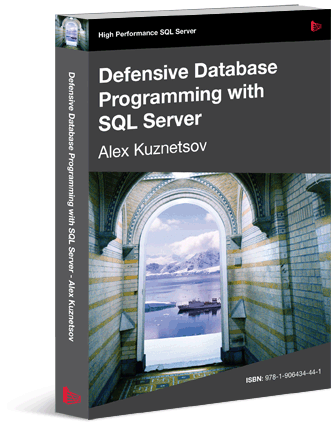 High Performance SQL Server
Defensive Database
Programming with
SQL Server
Alex Kuznetsov
Defensive Database Programming with SQL Server - Alex Kuznetsov
ISBN: 978-1-906434-44-1